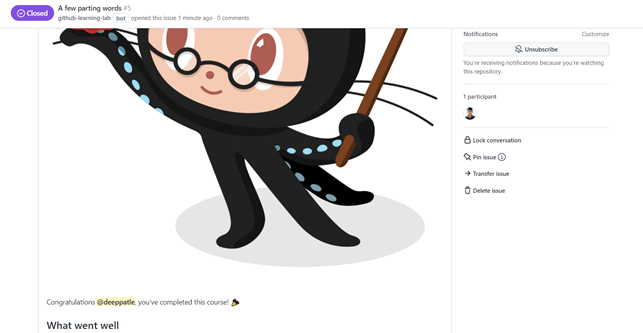 Closed
A few parting words #5
github-learning-lab bot opened this issue 1 minute ago · 0 comments
Notifications
Customize
Unsubscribe
You're receiving notifications because you're watching
this repository.
1 participant
Lock conversation
Pin issue
Transfer issue
Delete issue
Congratulations @deeppatle, you've completed this course!
What went well